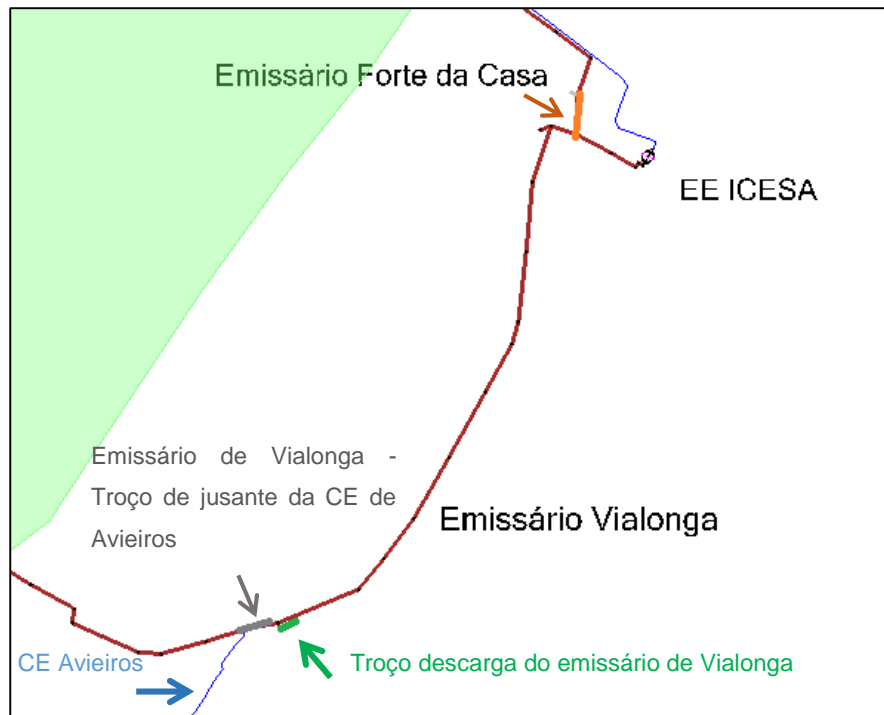 Emissário Forte da Casa
EE ICESA
Emissário de Vialonga -
Troço de jusante da CE de
Avieiros
Emissário Vialonga
CE Avieiros
Troço descarga do emissário de Vialonga